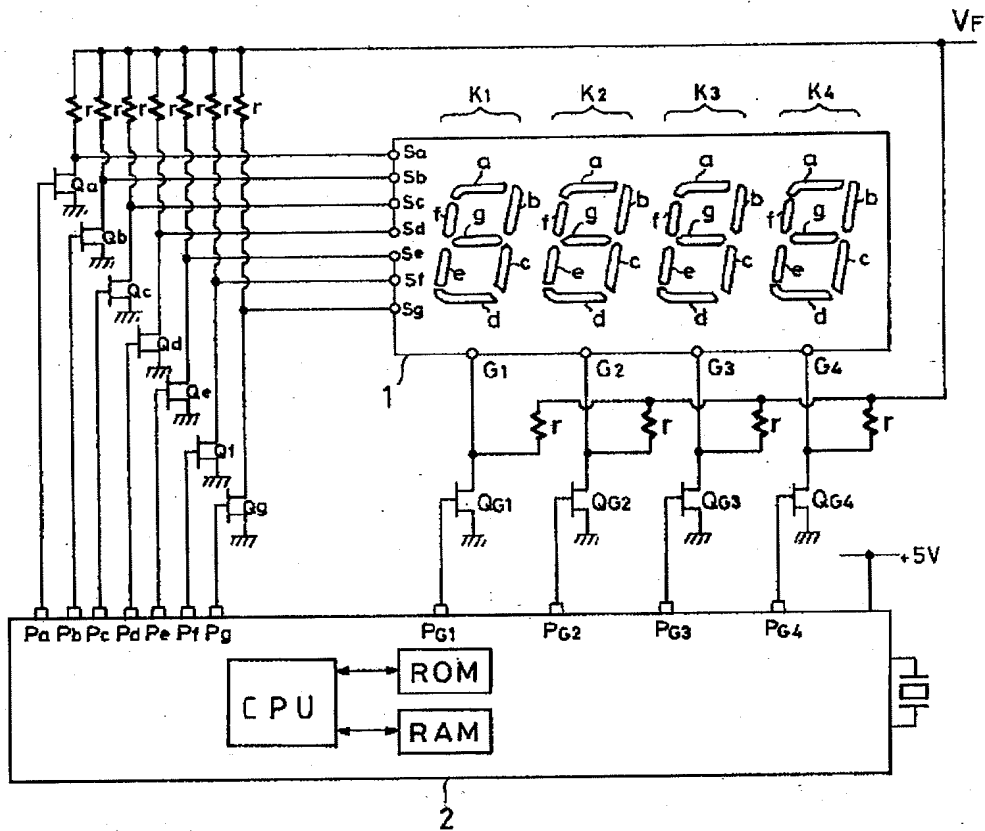 VF
K1 K2 K3 K4
r r r r r r r
Sa
Sb
Sc
Sd
Se
Sf
Sg
Qa
Qb
Qc
Qd
Qe
Qf
Qg
a a a a
f b f b f b f b
g g g g
e c e c e c e c
d d d d
1
G1 G2 G3 G4
r r r r
QG1 QG2 QG3 QG4
+5V
Pa Pb Pc Pd Pe Pf Pg PG1 PG2 PG3 PG4
CPU
ROM
RAM
2